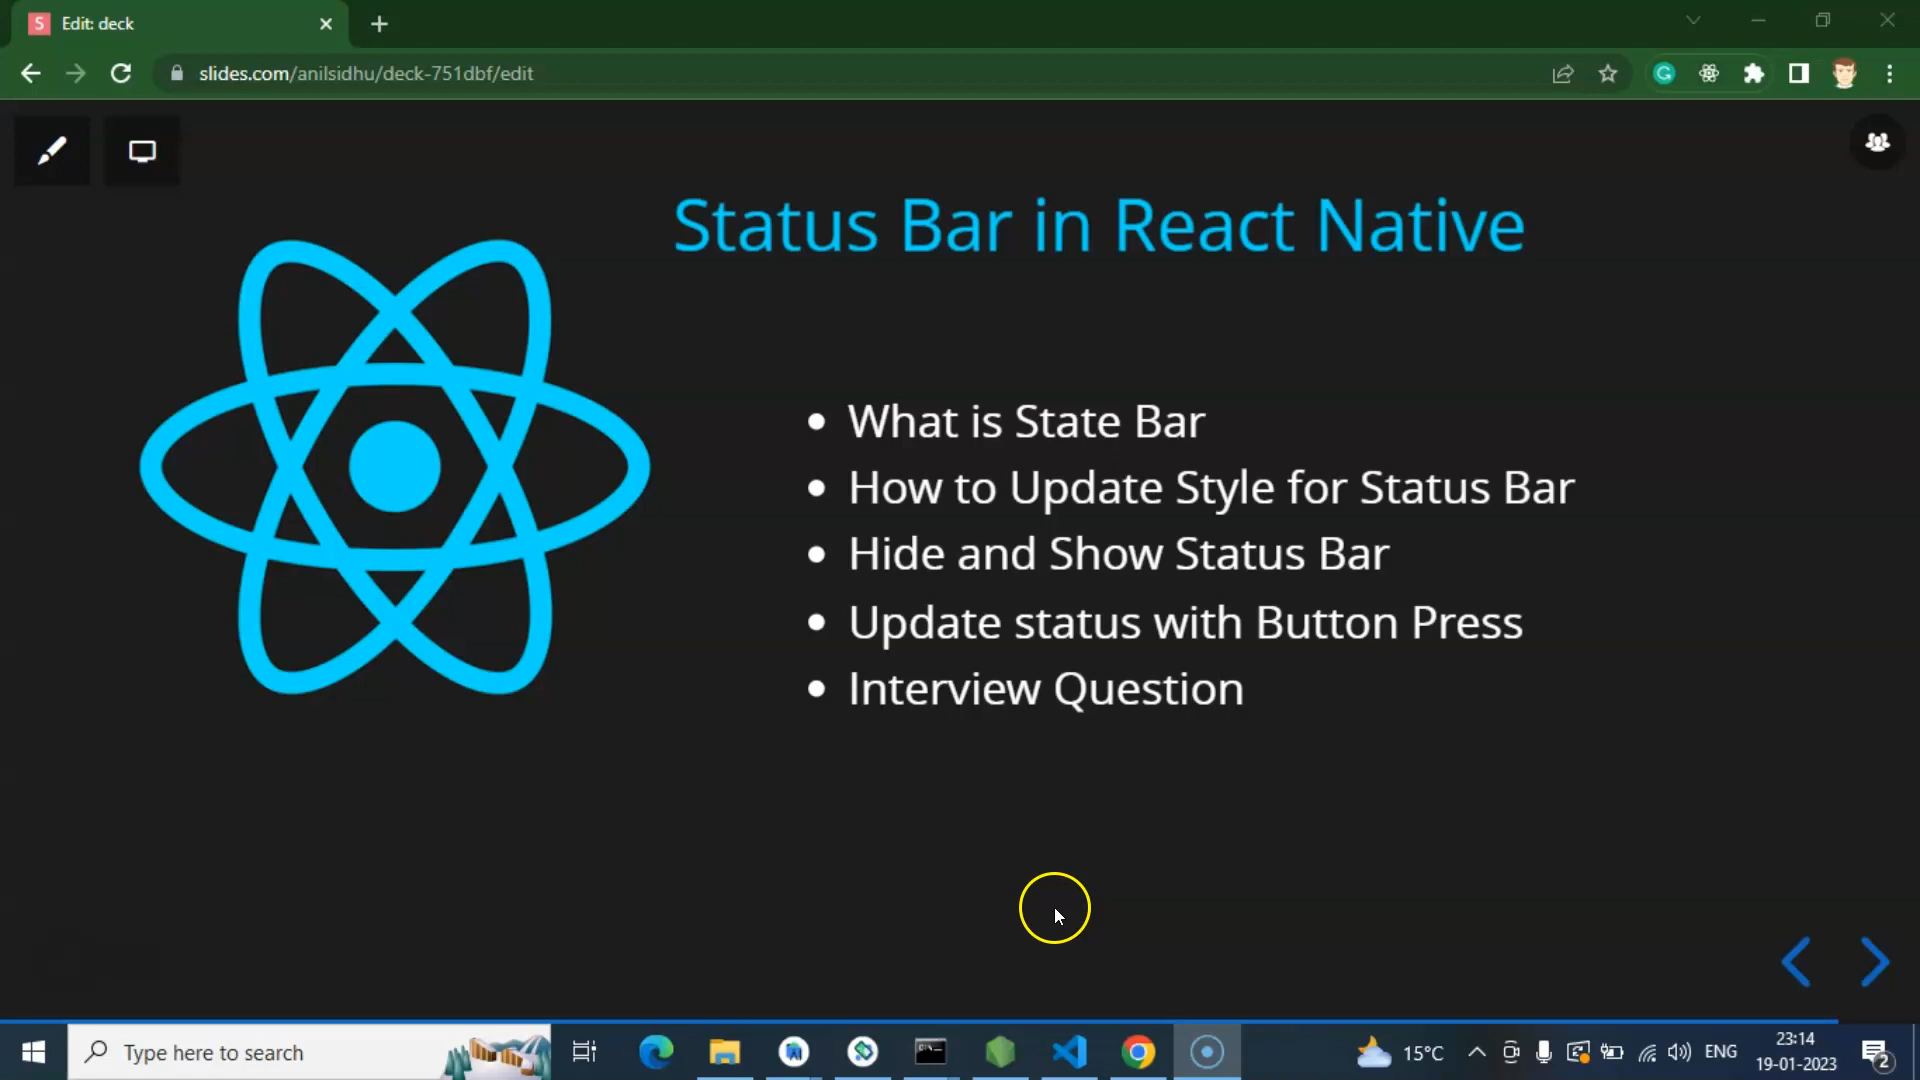 S Edit: deck
slides.com/anilsidhu/deck-751dbf/edit
G
Status Bar in React Native
• What is State Bar
• How to Update Style for Status Bar
• Hide and Show Status Bar
• Update status with Button Press
• Interview Question
Type here to search
15°C
ENG
23:14
19-01-2023
2